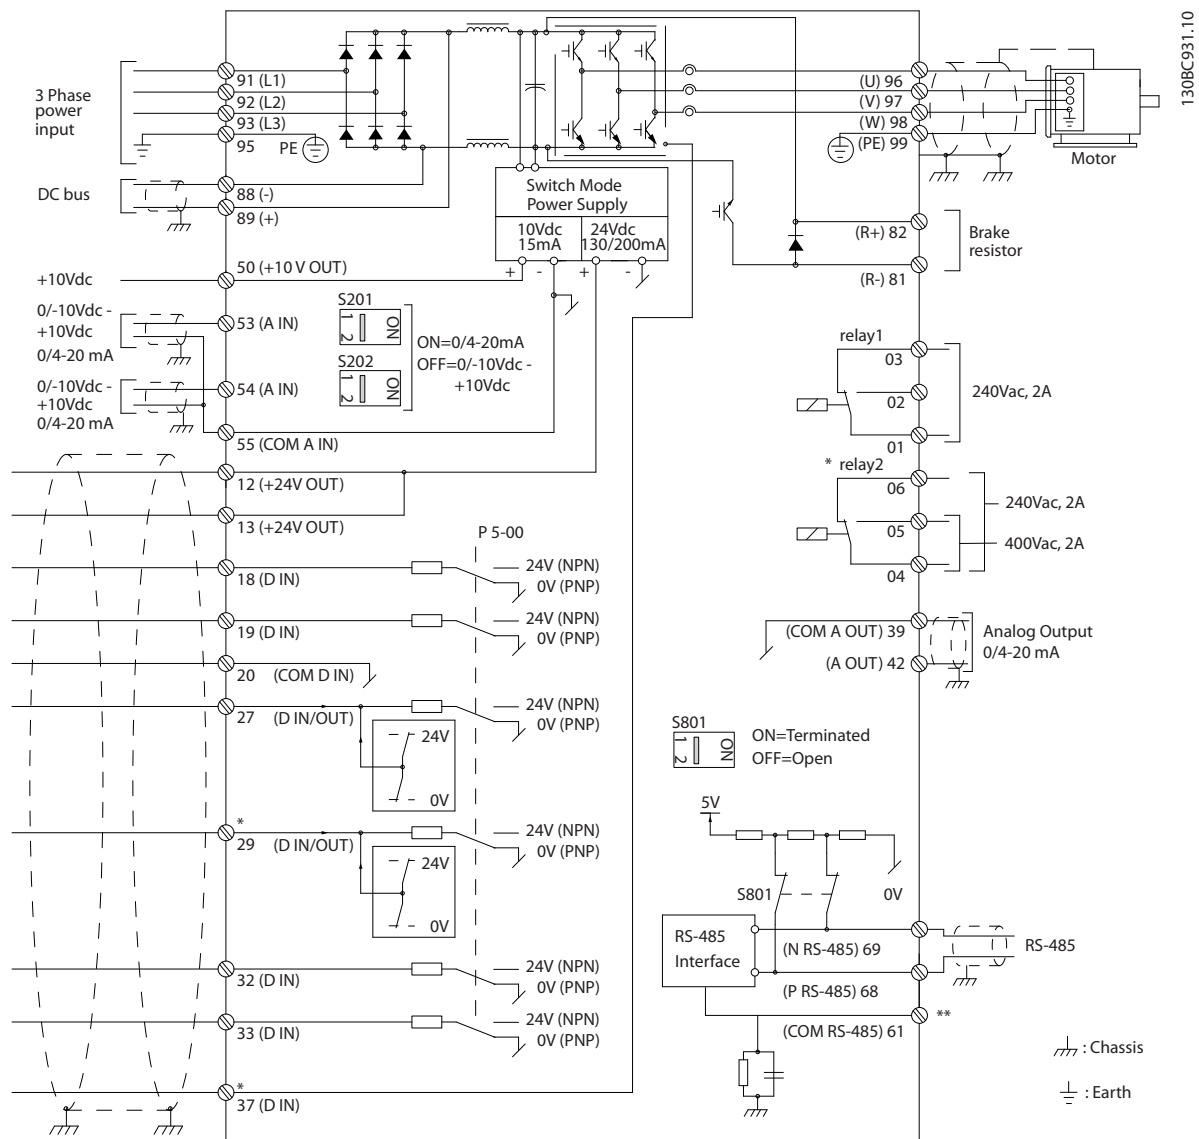 130BC931.10
3 Phase
power
input
91 (L1)
92 (L2)
93 (L3)
95
PE
DC bus
88 (-)
89 (+)
Switch Mode
Power Supply
10Vdc
15mA
24Vdc
130/200mA
+ - + -
(U) 96
(V) 97
(W) 98
(PE) 99
Motor
(R+) 82
(R-) 81
Brake
resistor
+10Vdc
50 (+10 V OUT)
0/-10Vdc -
+10Vdc
0/4-20 mA
53 (A IN)
0/-10Vdc -
+10Vdc
0/4-20 mA
54 (A IN)
55 (COM A IN)
S201
1 2 ON
S202
1 2 ON
ON=0/4-20mA
OFF=0/-10Vdc -
+10Vdc
relay1
03
02
01
240Vac, 2A
* relay2
06
05
04
240Vac, 2A
400Vac, 2A
12 (+24V OUT)
13 (+24V OUT)
P 5-00
18 (D IN)
24V (NPN)
0V (PNP)
19 (D IN)
24V (NPN)
0V (PNP)
20 (COM D IN)
27 (D IN/OUT)
24V (NPN)
0V (PNP)
24V
0V
*
29 (D IN/OUT)
24V (NPN)
0V (PNP)
24V
0V
32 (D IN)
24V (NPN)
0V (PNP)
33 (D IN)
24V (NPN)
0V (PNP)
*
37 (D IN)
(COM A OUT) 39
(A OUT) 42
Analog Output
0/4-20 mA
S801
1 2 ON
ON=Terminated
OFF=Open
5V
S801
0V
RS-485
Interface
(N RS-485) 69
(P RS-485) 68
(COM RS-485) 61
RS-485
**
: Chassis
: Earth